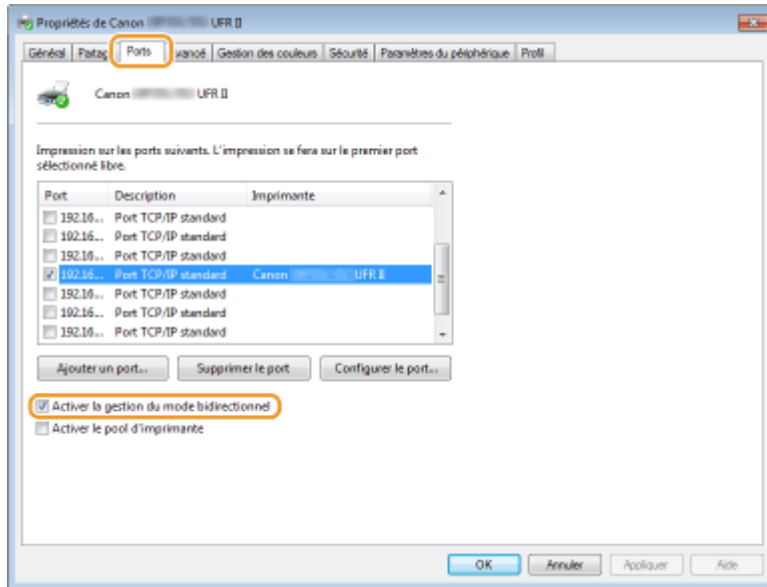 Propriétés de Canon UFR II
Général Partag Ports vancé Gestion des couleurs Sécurité Paramètres du périphérique Profil
Canon UFR II
Impression sur les ports suivants. L'impression se fera sur le premier port
sélectionné libre.
Port Description Imprimante
192.16... Port TCP/IP standard
192.16... Port TCP/IP standard
192.16... Port TCP/IP standard
192.16... Port TCP/IP standard Canon UFR II
192.16... Port TCP/IP standard
192.16... Port TCP/IP standard
192.16... Port TCP/IP standard
Ajouter un port... Supprimer le port Configurer le port...
Activer la gestion du mode bidirectionnel
Activer le pool d'imprimante
OK Annuler Appliquer Aide